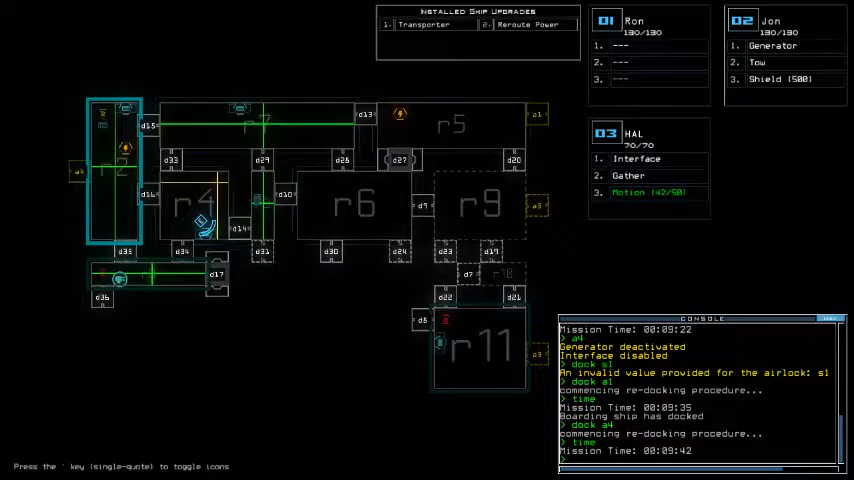 Installed Ship Upgrades
1. Transporter 2. Reroute Power
01 Ron
130/130
1. ---
2. ---
3. ---
02 Jon
130/130
1. Generator
2. Tow
3. Shield (500)
03 HAL
70/70
1. Interface
2. Gather
3. Motion (42/50)
d15 d13 r5 a1
r2 d33 d29 d26 d27 d20
d16 r4 d10 r6 d9 r9 a5
d14
d35 d34 d31 d30 d24 d23 d19
d17 d7 r10
d36 d22 d21
d8 r11 a3
CONSOLE
Mission Time: 00:09:22
> a4
Generator deactivated
Interface disabled
> dock s1
An invalid value provided for the airlock: s1
> dock a1
commencing re-docking procedure...
> time
Mission Time: 00:09:35
Boarding ship has docked
> dock a4
commencing re-docking procedure...
> time
Mission Time: 00:09:42
>
Press the ' key (single-quote) to toggle icons